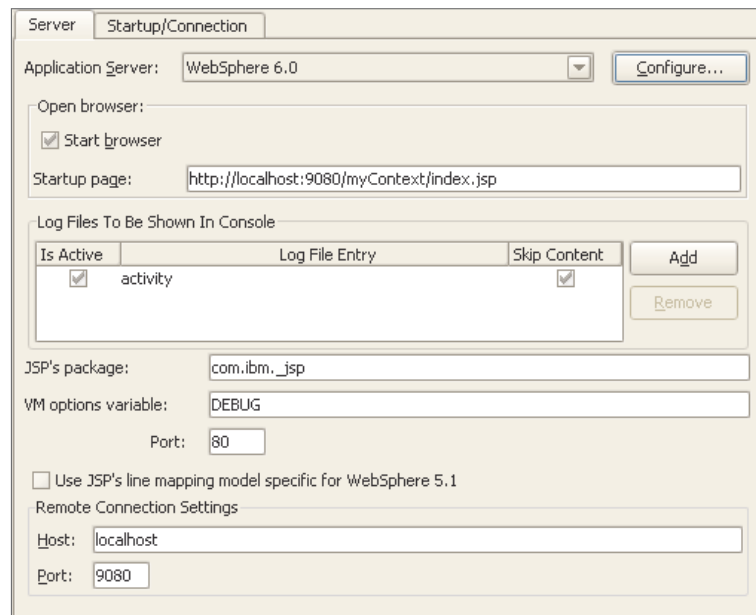 Server Startup/Connection
Application Server: WebSphere 6.0 Configure...
Open browser:
Start browser
Startup page: http://localhost:9080/myContext/index.jsp
Log Files To Be Shown In Console
Is Active Log File Entry Skip Content Add
activity
Remove
JSP's package: com.ibm._jsp
VM options variable: DEBUG
Port: 80
Use JSP's line mapping model specific for WebSphere 5.1
Remote Connection Settings
Host: localhost
Port: 9080